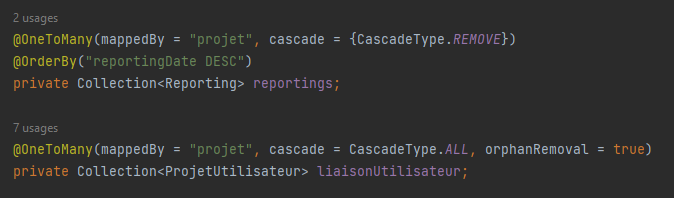 2 usages
@OneToMany(mappedBy = "projet", cascade = {CascadeType.REMOVE})
@OrderBy("reportingDate DESC")
private Collection<Reporting> reportings;
7 usages
@OneToMany(mappedBy = "projet", cascade = CascadeType.ALL, orphanRemoval = true)
private Collection<ProjetUtilisateur> liaisonUtilisateur;